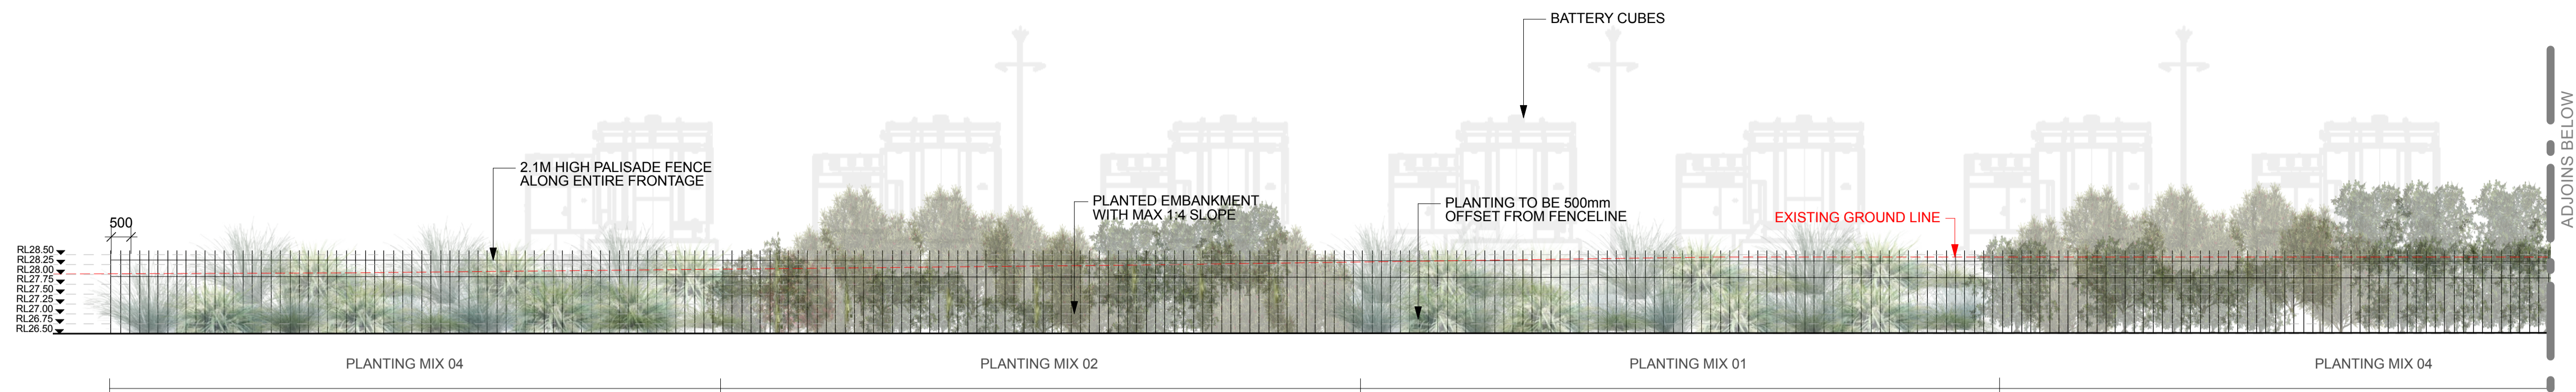 BATTERY CUBES
2.1M HIGH PALISADE FENCE
ALONG ENTIRE FRONTAGE
PLANTED EMBANKMENT
WITH MAX 1:4 SLOPE
PLANTING TO BE 500mm
OFFSET FROM FENCELINE
EXISTING GROUND LINE
ADJOINS BELOW
500
RL28.50
RL28.25
RL28.00
RL27.75
RL27.50
RL27.25
RL27.00
RL26.75
RL26.50
PLANTING MIX 04
PLANTING MIX 02
PLANTING MIX 01
PLANTING MIX 04